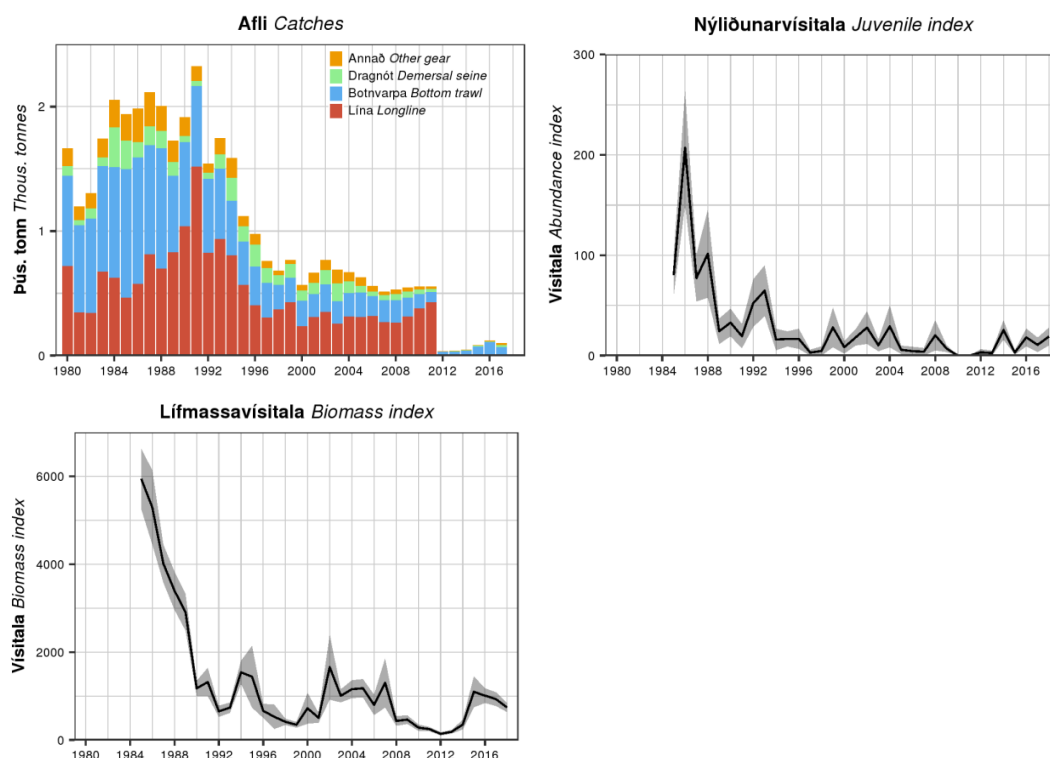 Afli Catches
Annað Other gear
Dragnót Demersal seine
Botnvarpa Bottom trawl
Lína Longline
Þús. tonn Thous. tonnes
2
1
0
1980 1984 1988 1992 1996 2000 2004 2008 2012 2016
Nýliðunarvísitala Juvenile index
Vísitala Abundance index
300
200
100
0
1980 1984 1988 1992 1996 2000 2004 2008 2012 2016
Lífmassavísitala Biomass index
Vísitala Biomass index
6000
4000
2000
0
1980 1984 1988 1992 1996 2000 2004 2008 2012 2016